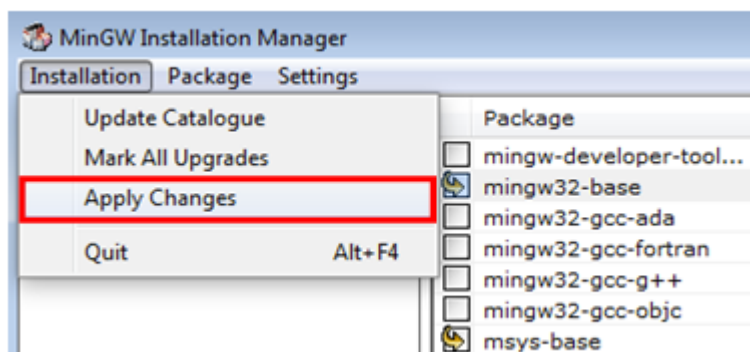 MinGW Installation Manager
Installation Package Settings
Update Catalogue
Mark All Upgrades
Apply Changes
Quit Alt+F4
Package
mingw-developer-tool...
mingw32-base
mingw32-gcc-ada
mingw32-gcc-fortran
mingw32-gcc-g++
mingw32-gcc-objc
msys-base